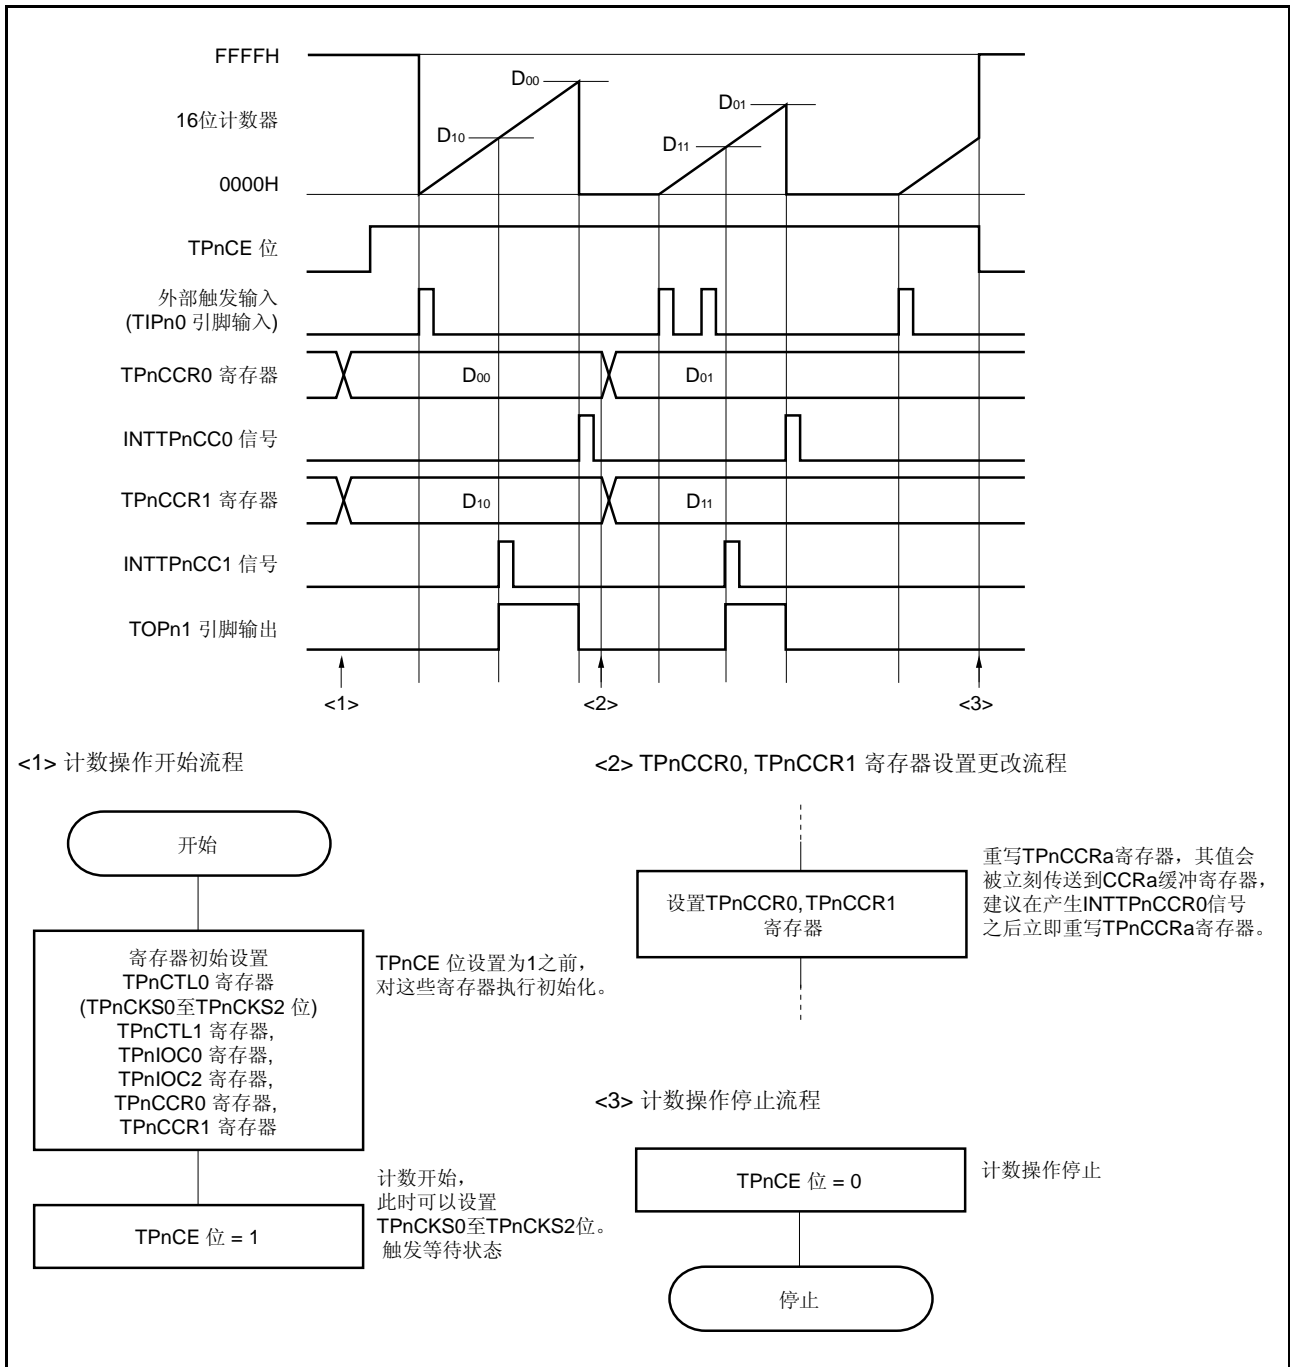 FFFFH
16位计数器
0000H
D00
D10
D01
D11
TPnCE 位
外部触发输入
(TIPn0 引脚输入)
TPnCCR0 寄存器
D00
D01
INTTPnCC0 信号
TPnCCR1 寄存器
D10
D11
INTTPnCC1 信号
TOPn1 引脚输出
<1>
<2>
<3>
<1> 计数操作开始流程
开始
寄存器初始设置
TPnCTL0 寄存器
(TPnCKS0至TPnCKS2 位)
TPnCTL1 寄存器,
TPnIOC0 寄存器,
TPnIOC2 寄存器,
TPnCCR0 寄存器,
TPnCCR1 寄存器
TPnCE 位设置为1之前，
对这些寄存器执行初始化。
TPnCE 位 = 1
计数开始，
此时可以设置
TPnCKS0至TPnCKS2位。
触发等待状态
<2> TPnCCR0, TPnCCR1 寄存器设置更改流程
设置TPnCCR0, TPnCCR1
寄存器
重写TPnCCRa寄存器，其值会
被立刻传送到CCRa缓冲寄存器，
建议在产生INTTPnCCR0信号
之后立即重写TPnCCRa寄存器。
<3> 计数操作停止流程
TPnCE 位 = 0
计数操作停止
停止